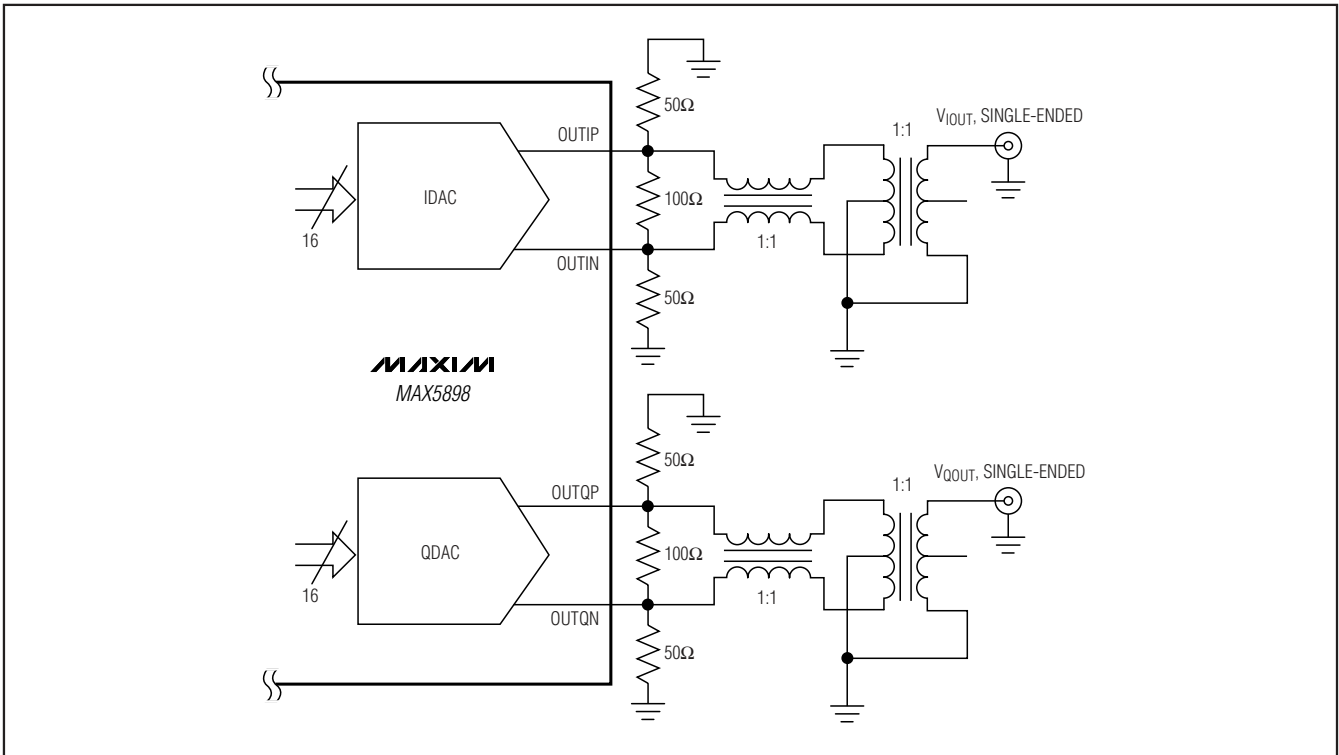 50Ω
OUTIP
100Ω
IDAC
16
OUTIN
50Ω
1:1
1:1
VIOUT, SINGLE-ENDED
MAXIM
MAX5898
50Ω
OUTQP
100Ω
QDAC
16
OUTQN
50Ω
1:1
1:1
VQOUT, SINGLE-ENDED